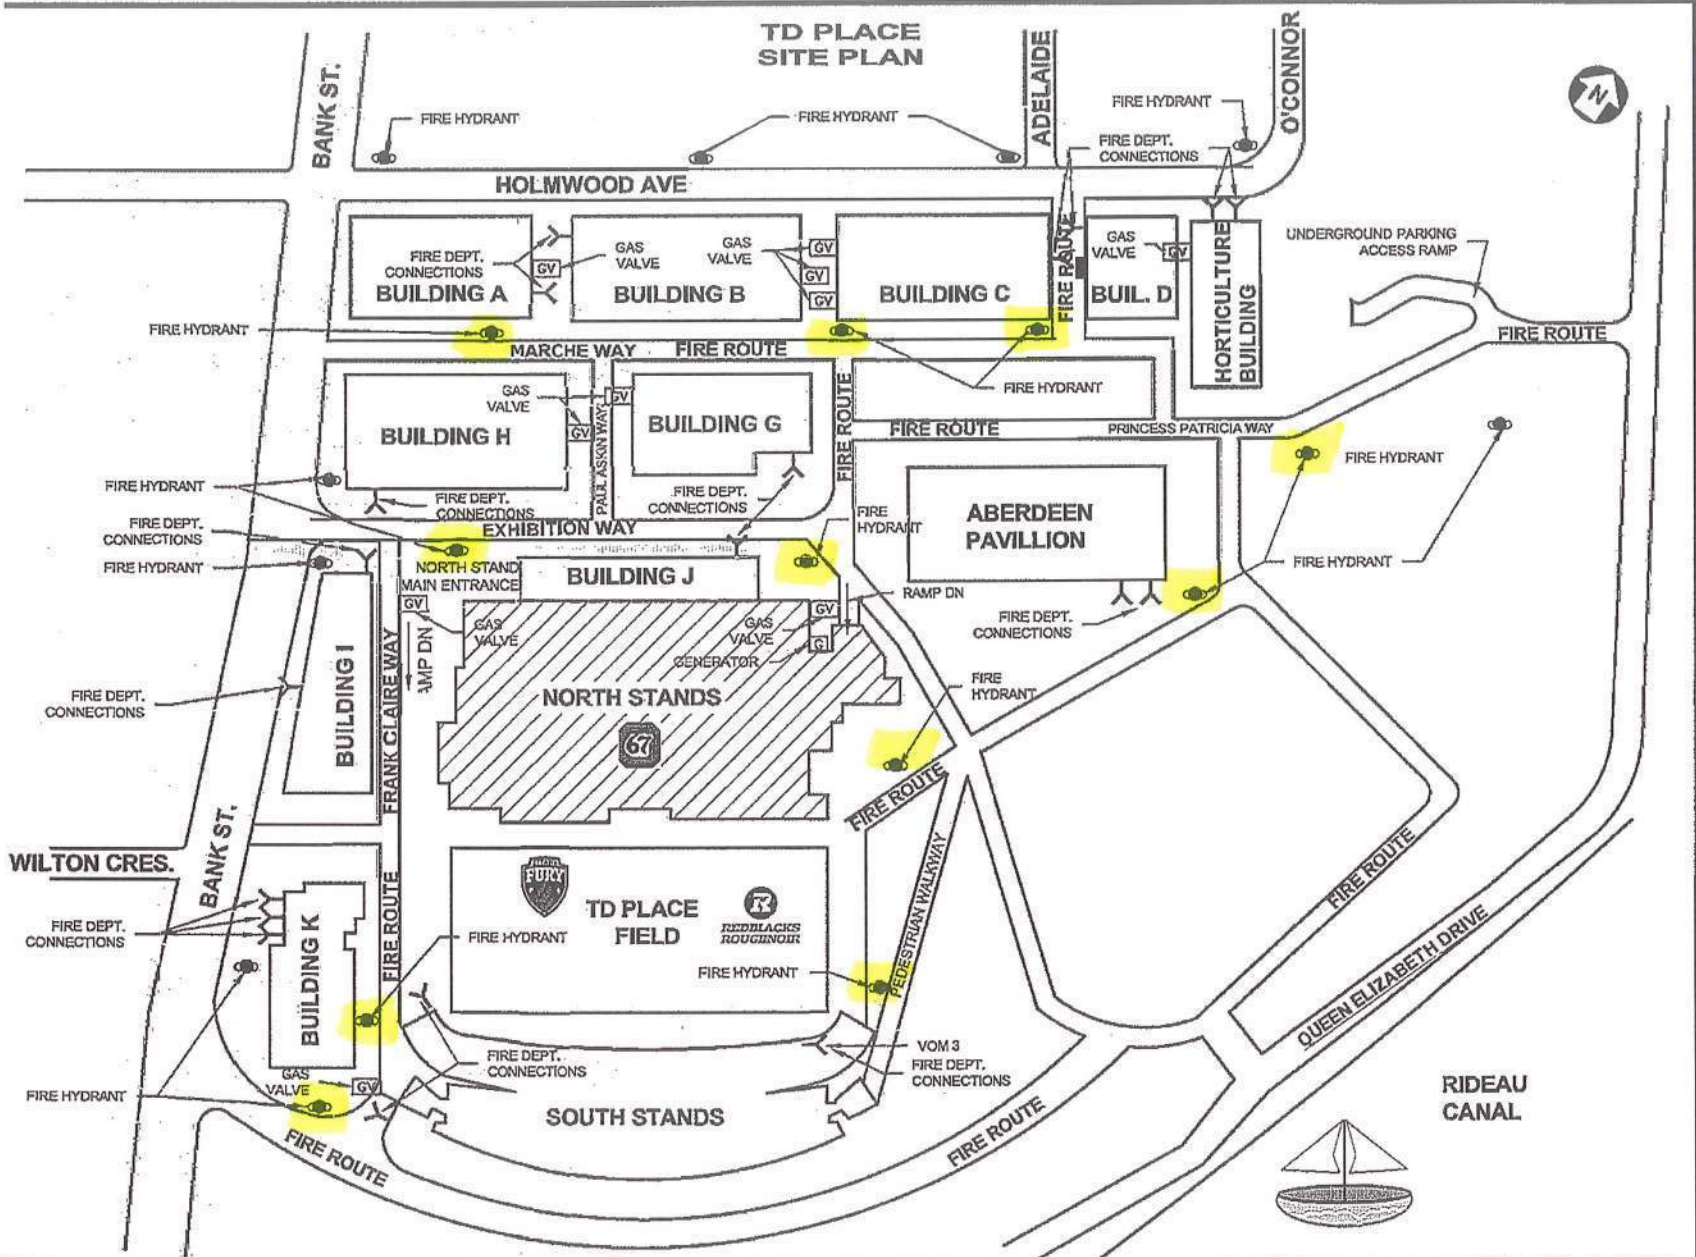 TD PLACE
SITE PLAN
BANK ST.
ADELAIDE
O'CONNOR
N
FIRE HYDRANT
FIRE HYDRANT
FIRE HYDRANT
FIRE DEPT.
CONNECTIONS
HOLMWOOD AVE
FIRE DEPT.
CONNECTIONS
BUILDING A
GV
GAS
VALVE
BUILDING B
GAS
VALVE
GV
GV
GV
BUILDING C
FIRE ROUTE
GAS
VALVE
GV
BUIL. D
HORTICULTURE
BUILDING
UNDERGROUND PARKING
ACCESS RAMP
FIRE ROUTE
FIRE HYDRANT
MARCHE WAY
FIRE ROUTE
FIRE HYDRANT
GAS
VALVE
GV
GV
BUILDING H
PAUL ASKIN WAY
BUILDING G
FIRE ROUTE
FIRE ROUTE
PRINCESS PATRICIA WAY
FIRE HYDRANT
FIRE HYDRANT
FIRE DEPT.
CONNECTIONS
FIRE DEPT.
CONNECTIONS
FIRE DEPT.
CONNECTIONS
EXHIBITION WAY
FIRE
HYDRANT
ABERDEEN
PAVILLION
FIRE HYDRANT
NORTH STAND
MAIN ENTRANCE
BUILDING J
RAMP DN
FIRE HYDRANT
GV
GAS
VALVE
AMP DN
GAS
VALVE
GV
GENERATOR
G
FIRE DEPT.
CONNECTIONS
BUILDING I
FRANK CLAIRE WAY
FIRE DEPT.
CONNECTIONS
NORTH STANDS
67
FIRE
HYDRANT
FIRE ROUTE
BANK ST.
WILTON CRES.
FIRE ROUTE
FURY
TD PLACE
FIELD
R
REDBLACKS
ROUGENOIR
PEDESTRIAN WALKWAY
FIRE ROUTE
FIRE DEPT.
CONNECTIONS
BUILDING K
FIRE HYDRANT
FIRE HYDRANT
QUEEN ELIZABETH DRIVE
FIRE DEPT.
CONNECTIONS
VOM 3
FIRE DEPT.
CONNECTIONS
GAS
VALVE
GV
FIRE HYDRANT
SOUTH STANDS
FIRE ROUTE
FIRE ROUTE
RIDEAU
CANAL